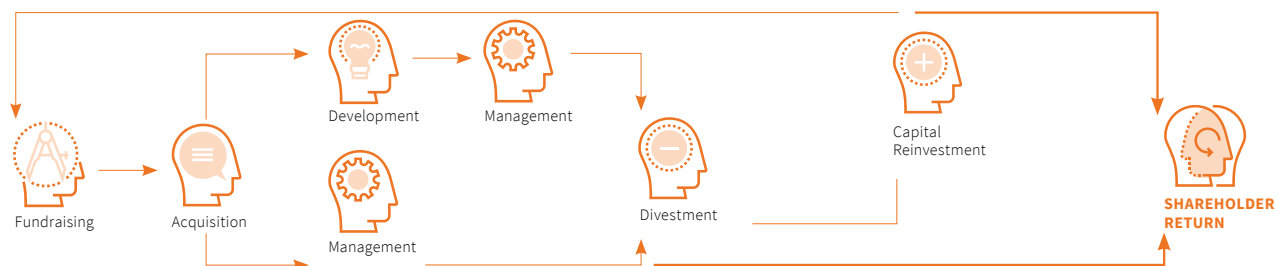 Development
Management
Capital
Reinvestment
Fundraising
Acquisition
Management
Divestment
SHAREHOLDER
RETURN